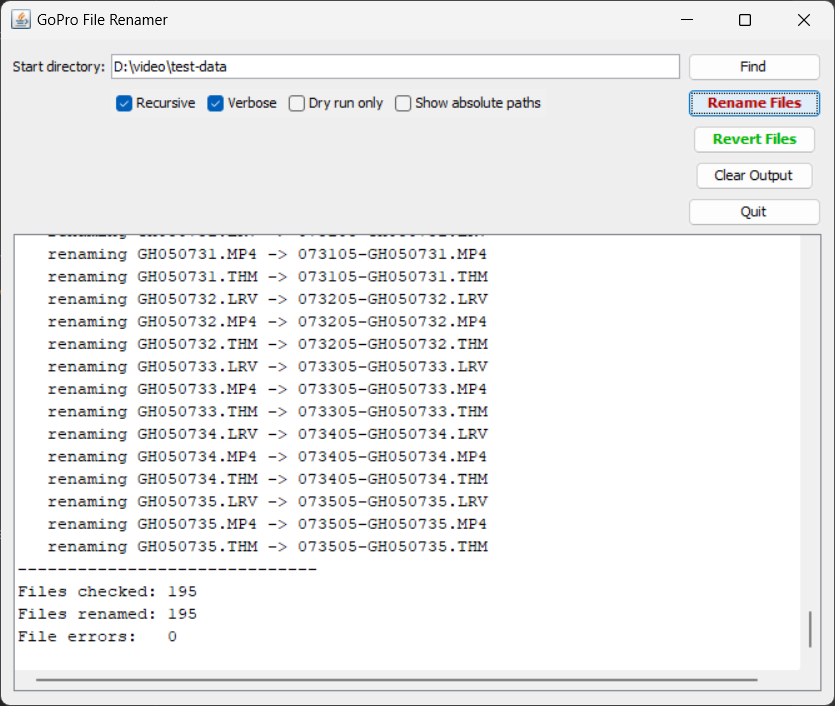 GoPro File Renamer
Start directory: D:\video\test-data Find
Recursive Verbose Dry run only Show absolute paths Rename Files
Revert Files
Clear Output
Quit
renaming GH050731.MP4 -> 073105-GH050731.MP4
renaming GH050731.THM -> 073105-GH050731.THM
renaming GH050732.LRV -> 073205-GH050732.LRV
renaming GH050732.MP4 -> 073205-GH050732.MP4
renaming GH050732.THM -> 073205-GH050732.THM
renaming GH050733.LRV -> 073305-GH050733.LRV
renaming GH050733.MP4 -> 073305-GH050733.MP4
renaming GH050733.THM -> 073305-GH050733.THM
renaming GH050734.LRV -> 073405-GH050734.LRV
renaming GH050734.MP4 -> 073405-GH050734.MP4
renaming GH050734.THM -> 073405-GH050734.THM
renaming GH050735.LRV -> 073505-GH050735.LRV
renaming GH050735.MP4 -> 073505-GH050735.MP4
renaming GH050735.THM -> 073505-GH050735.THM
------------------------------
Files checked: 195
Files renamed: 195
File errors: 0